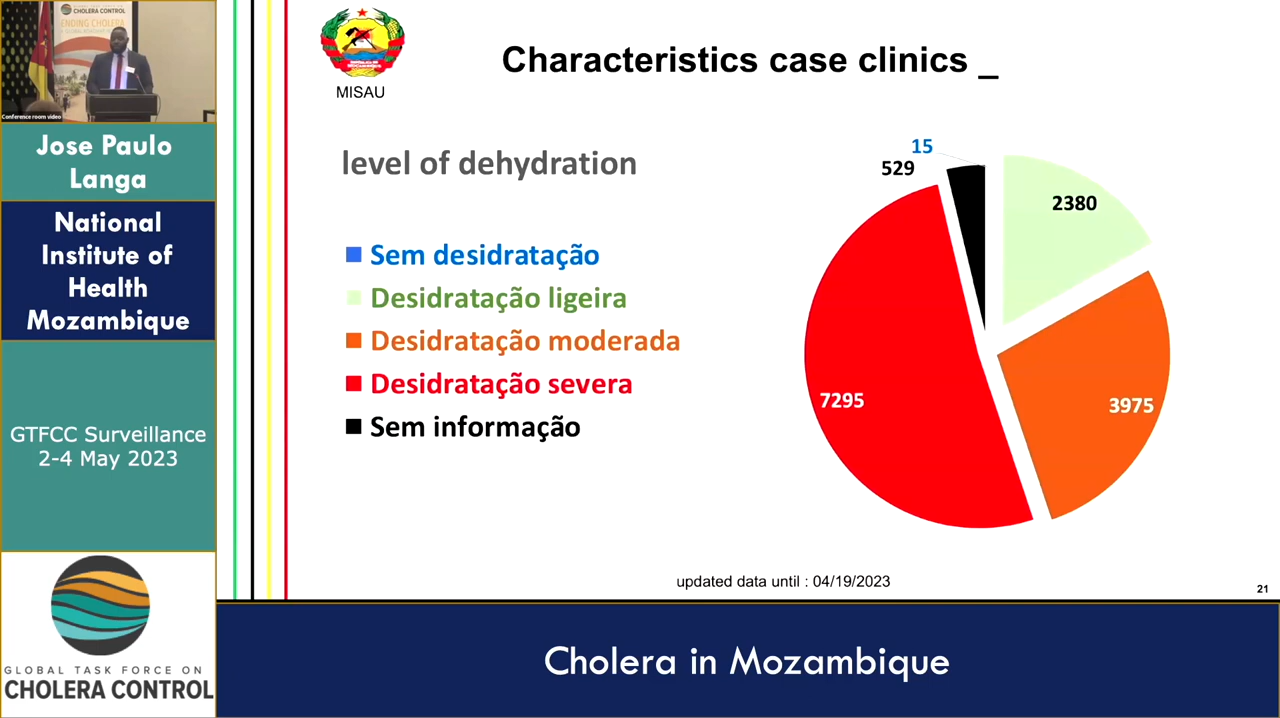 CHOLERA CONTROL
ENDING CHOLERA
Conference room video
Jose Paulo
Langa
National
Institute of
Health
Mozambique
GTFCC Surveillance
2-4 May 2023
GLOBAL TASK FORCE ON
CHOLERA CONTROL
MISAU
Characteristics case clinics _
level of dehydration
Sem desidratação
Desidratação ligeira
Desidratação moderada
Desidratação severa
Sem informação
15
529
2380
7295
3975
updated data until : 04/19/2023
21
Cholera in Mozambique